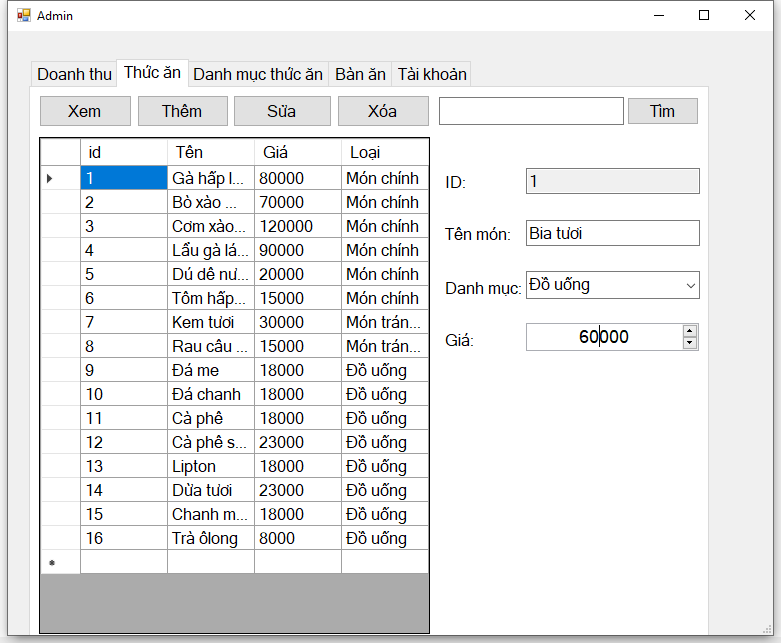 Admin
Doanh thu Thức ăn Danh mục thức ăn Bàn ăn Tài khoản
Xem Thêm Sửa Xóa Tìm
id Tên Giá Loại
1 Gà hấp l... 80000 Món chính
2 Bò xào ... 70000 Món chính
3 Cơm xào... 120000 Món chính
4 Lẩu gà lá... 90000 Món chính
5 Dú dê nư... 20000 Món chính
6 Tôm hấp... 15000 Món chính
7 Kem tươi 30000 Món trán...
8 Rau câu ... 15000 Món trán...
9 Đá me 18000 Đồ uống
10 Đá chanh 18000 Đồ uống
11 Cà phê 18000 Đồ uống
12 Cà phê s... 23000 Đồ uống
13 Lipton 18000 Đồ uống
14 Dừa tươi 23000 Đồ uống
15 Chanh m... 18000 Đồ uống
16 Trà ôlong 8000 Đồ uống
ID: 1
Tên món: Bia tươi
Danh mục: Đồ uống
Giá: 60000